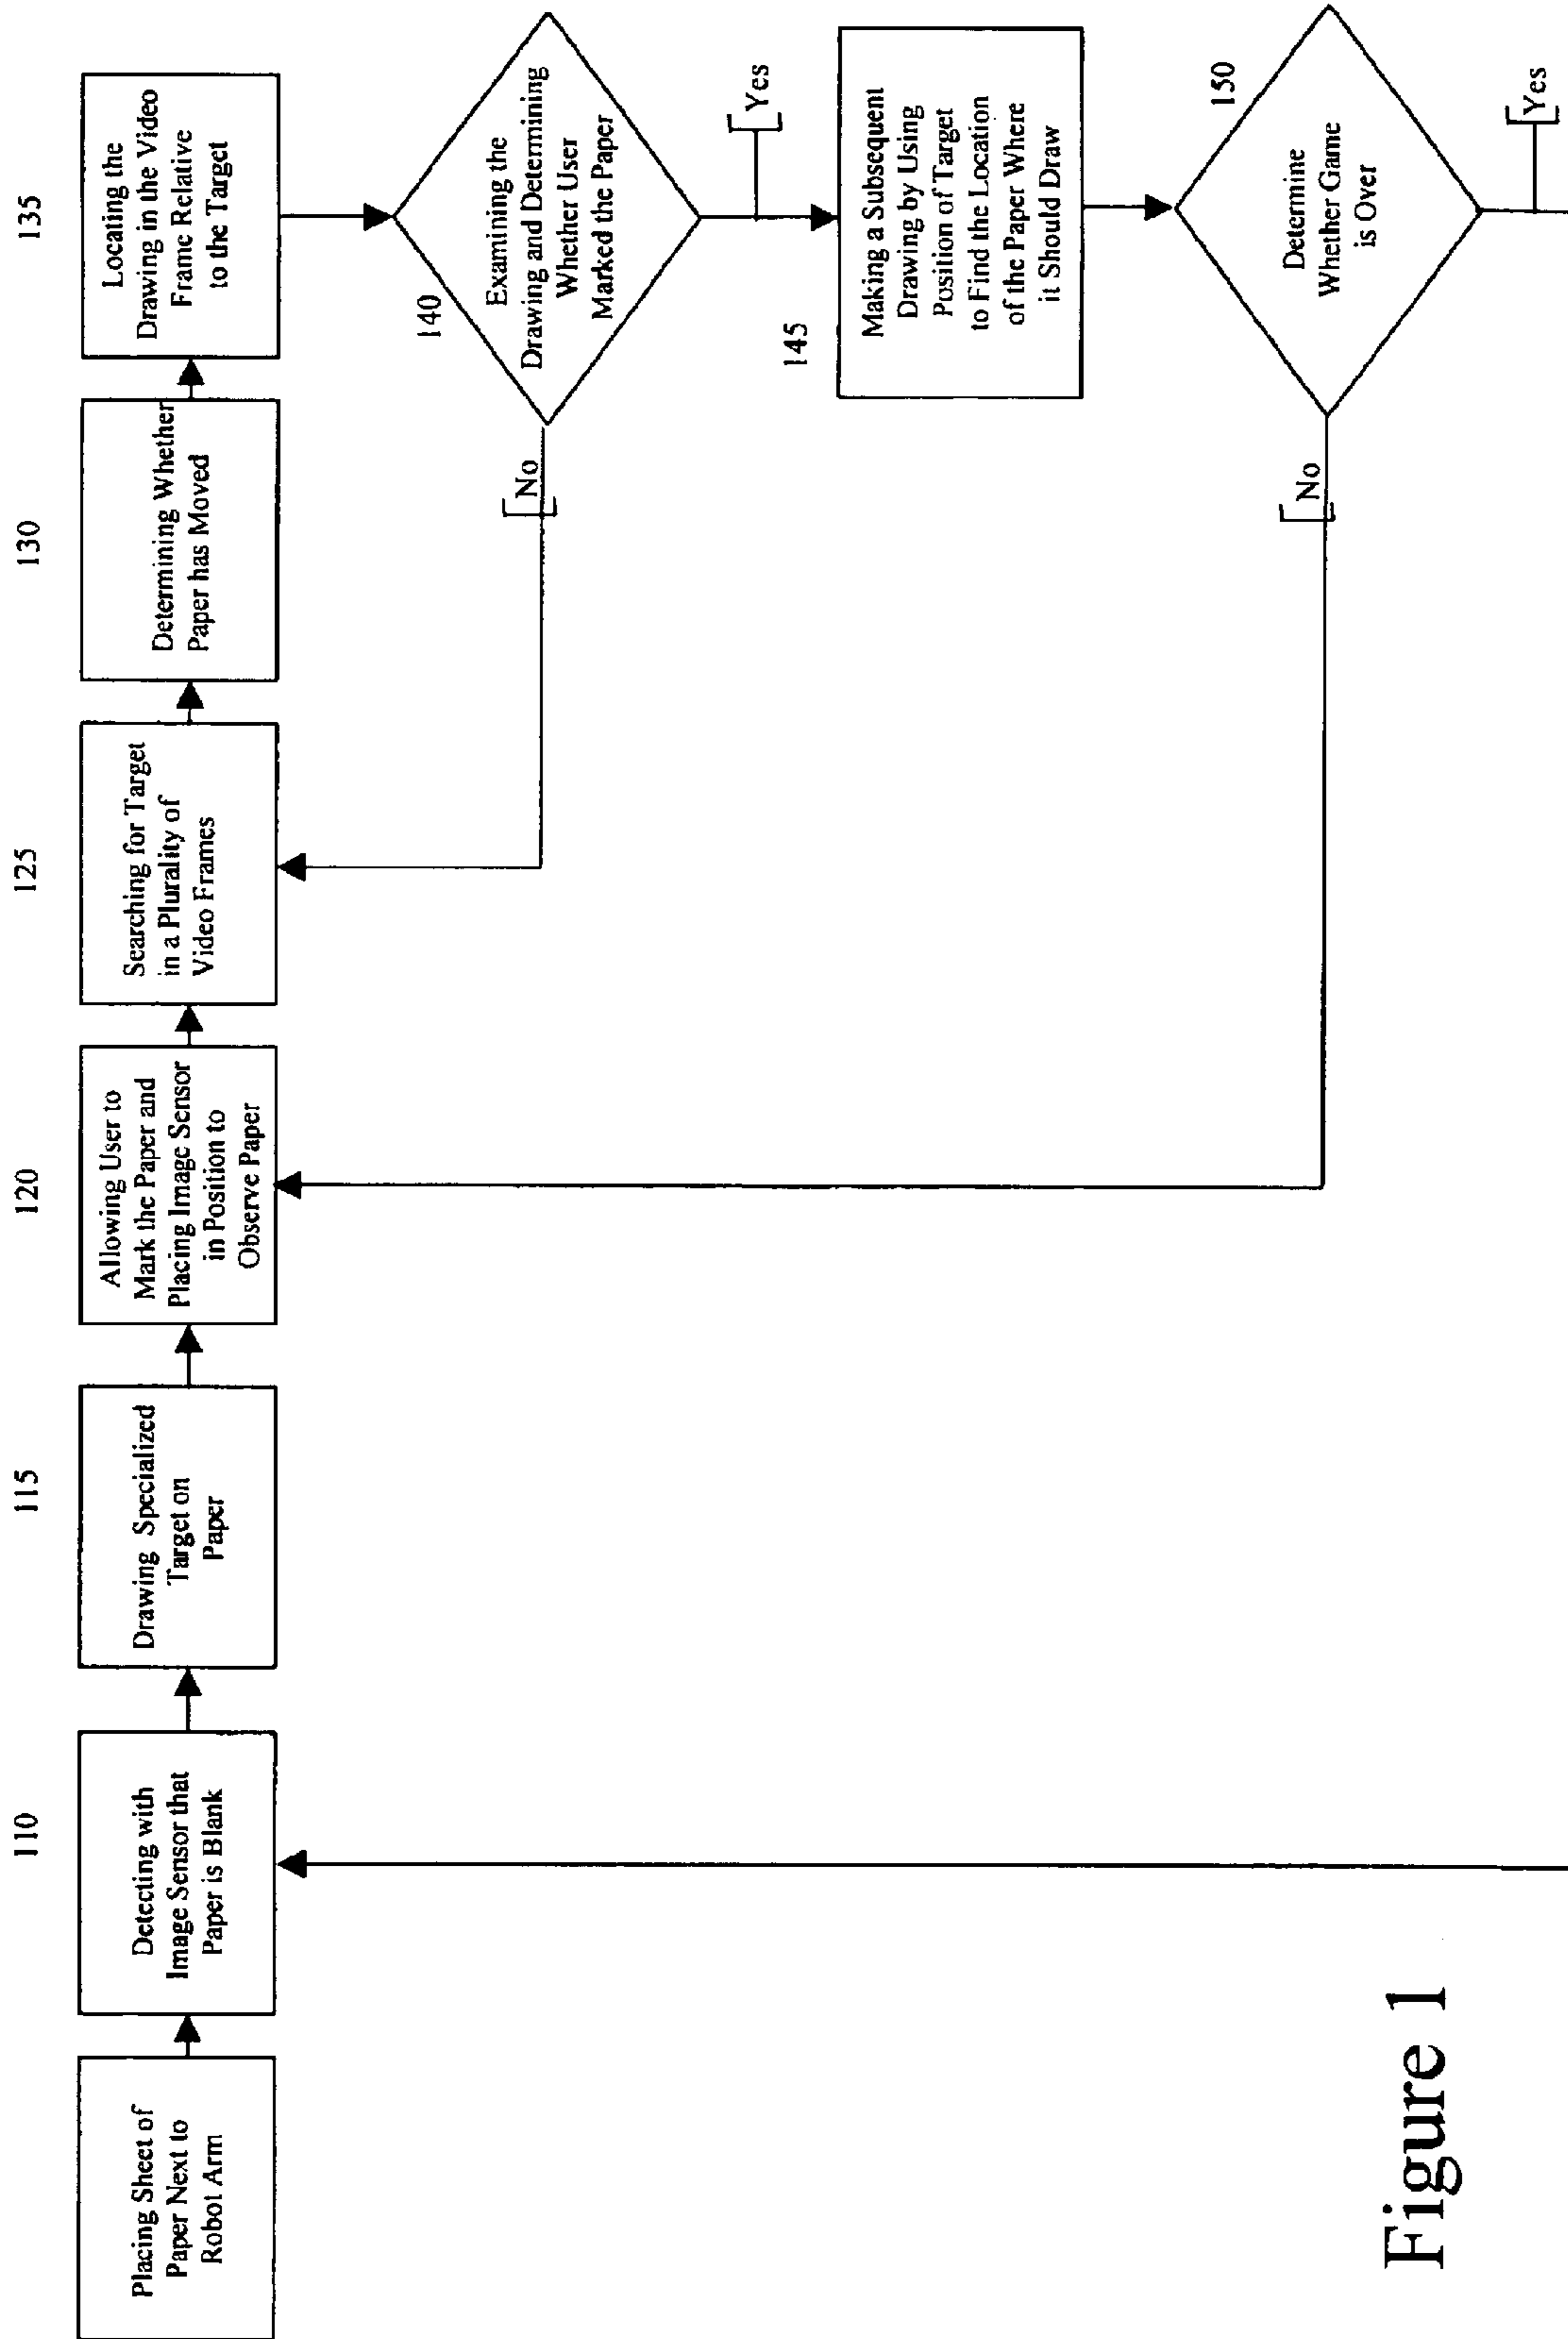 Placing Sheet of
Paper Next to
Robot Arm
110
Detecting with
Image Sensor that
Paper is Blank
115
Drawing Specialized
Target on
Paper
120
Allowing User to
Mark the Paper and
Placing Image Sensor
in Position to
Observe Paper
125
Searching for Target
in a Plurality of
Video Frames
130
Determining Whether
Paper has Moved
135
Locating the
Drawing in the Video
Frame Relative
to the Target
140
Examining the
Drawing and Determining
Whether User
Marked the Paper
No
Yes
145
Making a Subsequent
Drawing by Using
Position of Target
to Find the Location
of the Paper Where
it Should Draw
150
Determine
Whether Game
is Over
No
Yes
Figure 1